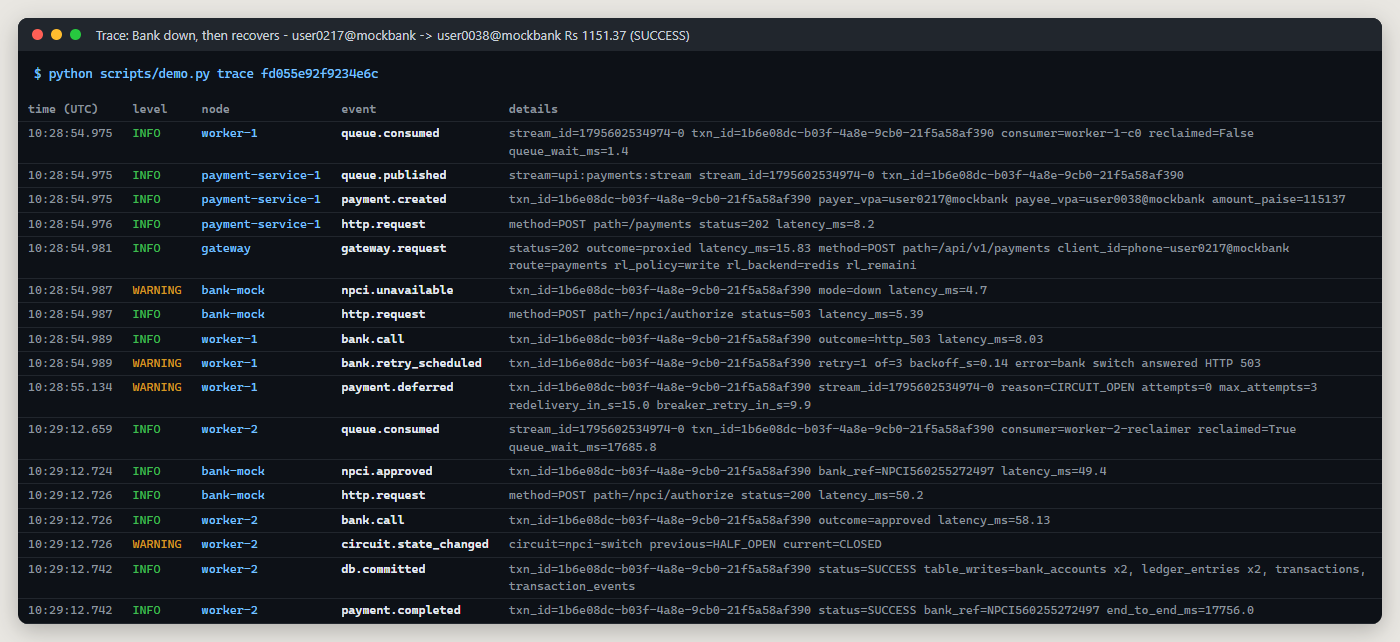 Trace: Bank down, then recovers - user0217@mockbank -> user0038@mockbank Rs 1151.37 (SUCCESS)
$ python scripts/demo.py trace fd055e92f9234e6c
time (UTC) level node event details
10:28:54.975 INFO worker-1 queue.consumed stream_id=1795602534974-0 txn_id=1b6e08dc-b03f-4a8e-9cb0-21f5a58af390 consumer=worker-1-c0 reclaimed=False
queue_wait_ms=1.4
10:28:54.975 INFO payment-service-1 queue.published stream=upi:payments:stream stream_id=1795602534974-0 txn_id=1b6e08dc-b03f-4a8e-9cb0-21f5a58af390
10:28:54.975 INFO payment-service-1 payment.created txn_id=1b6e08dc-b03f-4a8e-9cb0-21f5a58af390 payer_vpa=user0217@mockbank payee_vpa=user0038@mockbank amount_paise=115137
10:28:54.976 INFO payment-service-1 http.request method=POST path=/payments status=202 latency_ms=8.2
10:28:54.981 INFO gateway gateway.request status=202 outcome=proxied latency_ms=15.83 method=POST path=/api/v1/payments client_id=phone-user0217@mockbank
route=payments rl_policy=write rl_backend=redis rl_remaini
10:28:54.987 WARNING bank-mock npci.unavailable txn_id=1b6e08dc-b03f-4a8e-9cb0-21f5a58af390 mode=down latency_ms=4.7
10:28:54.987 INFO bank-mock http.request method=POST path=/npci/authorize status=503 latency_ms=5.39
10:28:54.989 INFO worker-1 bank.call txn_id=1b6e08dc-b03f-4a8e-9cb0-21f5a58af390 outcome=http_503 latency_ms=8.03
10:28:54.989 WARNING worker-1 bank.retry_scheduled txn_id=1b6e08dc-b03f-4a8e-9cb0-21f5a58af390 retry=1 of=3 backoff_s=0.14 error=bank switch answered HTTP 503
10:28:55.134 WARNING worker-1 payment.deferred txn_id=1b6e08dc-b03f-4a8e-9cb0-21f5a58af390 stream_id=1795602534974-0 reason=CIRCUIT_OPEN attempts=0 max_attempts=3
redelivery_in_s=15.0 breaker_retry_in_s=9.9
10:29:12.659 INFO worker-2 queue.consumed stream_id=1795602534974-0 txn_id=1b6e08dc-b03f-4a8e-9cb0-21f5a58af390 consumer=worker-2-reclaimer reclaimed=True
queue_wait_ms=17685.8
10:29:12.724 INFO bank-mock npci.approved txn_id=1b6e08dc-b03f-4a8e-9cb0-21f5a58af390 bank_ref=NPCI560255272497 latency_ms=49.4
10:29:12.726 INFO bank-mock http.request method=POST path=/npci/authorize status=200 latency_ms=50.2
10:29:12.726 INFO worker-2 bank.call txn_id=1b6e08dc-b03f-4a8e-9cb0-21f5a58af390 outcome=approved latency_ms=58.13
10:29:12.726 WARNING worker-2 circuit.state_changed circuit=npci-switch previous=HALF_OPEN current=CLOSED
10:29:12.742 INFO worker-2 db.committed txn_id=1b6e08dc-b03f-4a8e-9cb0-21f5a58af390 status=SUCCESS table_writes=bank_accounts x2, ledger_entries x2, transactions,
transaction_events
10:29:12.742 INFO worker-2 payment.completed txn_id=1b6e08dc-b03f-4a8e-9cb0-21f5a58af390 status=SUCCESS bank_ref=NPCI560255272497 end_to_end_ms=17756.0